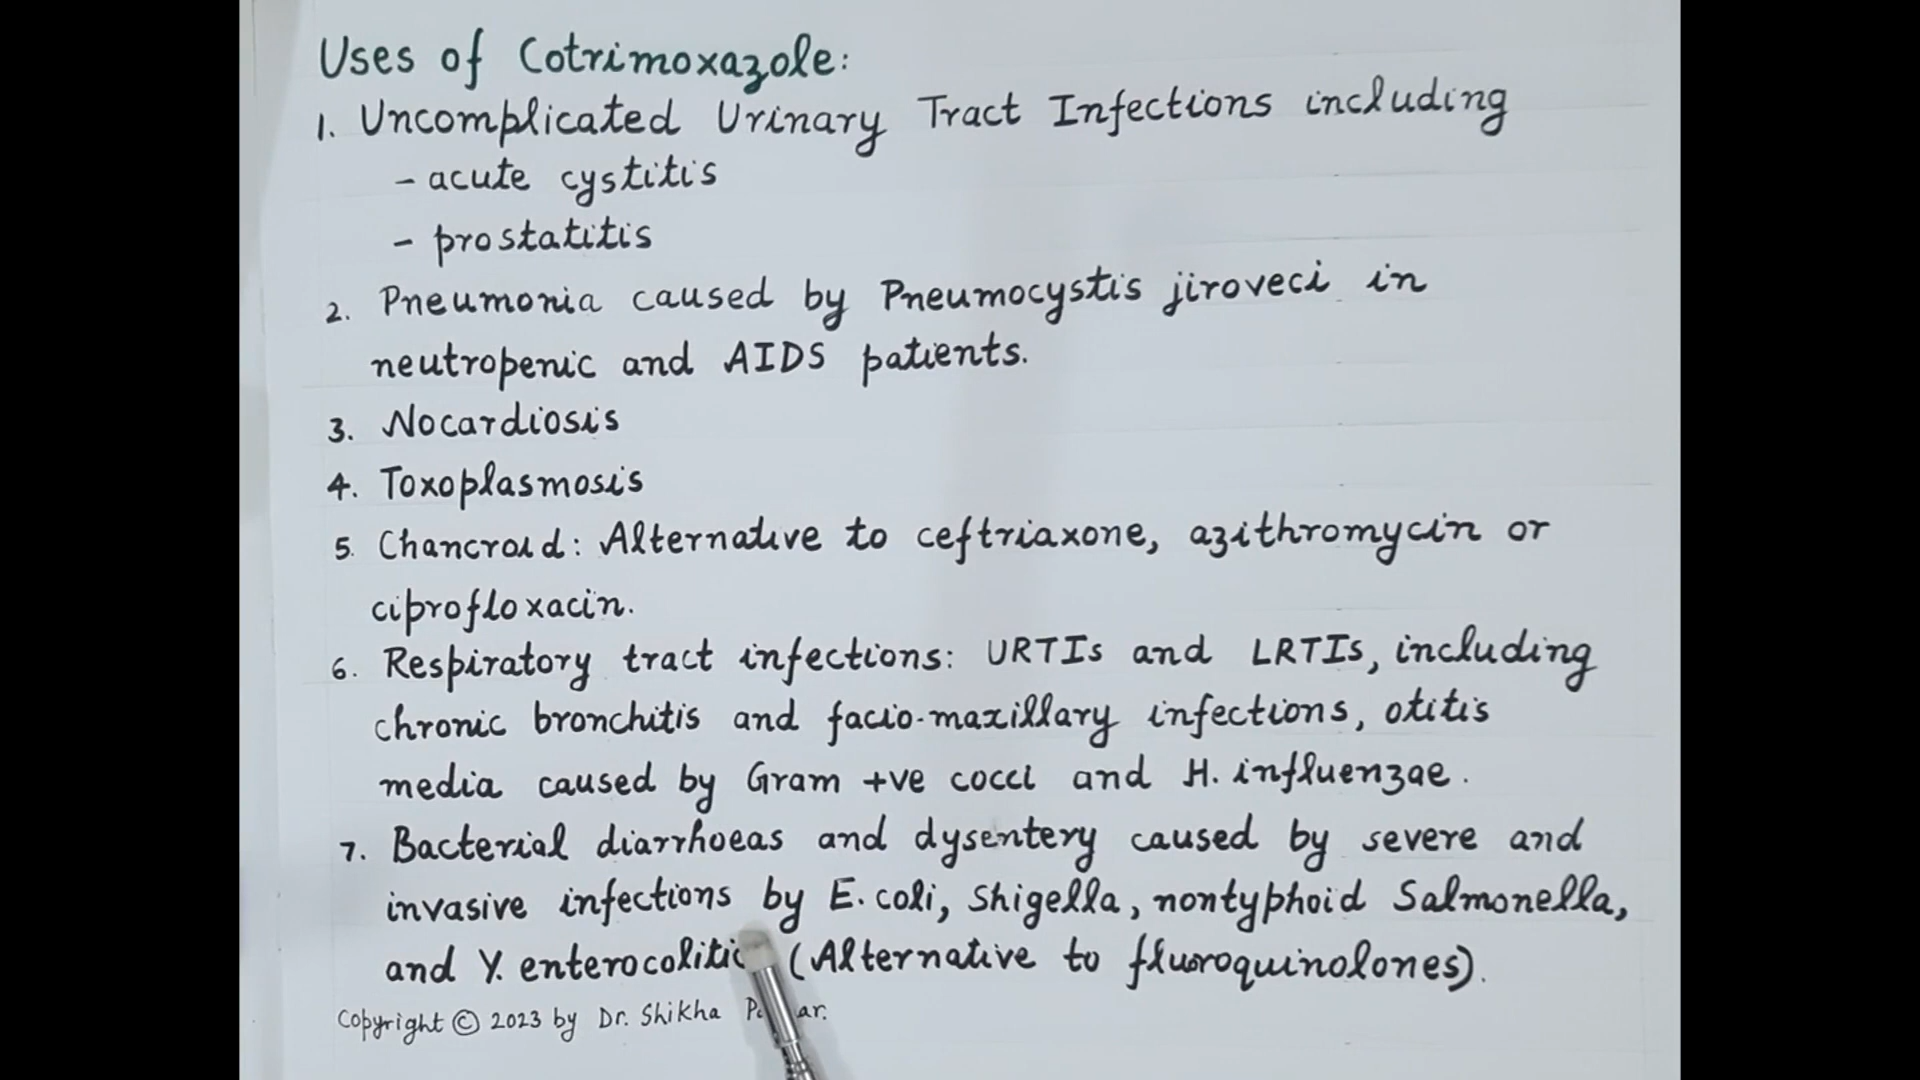 Uses of Cotrimoxazole:
1. Uncomplicated Urinary Tract Infections including
- acute cystitis
- prostatitis
2. Pneumonia caused by Pneumocystis jiroveci in
neutropenic and AIDS patients.
3. Nocardiosis
4. Toxoplasmosis
5. Chancroid: Alternative to ceftriaxone, azithromycin or
ciprofloxacin.
6. Respiratory tract infections: URTIs and LRTIs, including
chronic bronchitis and facio-maxillary infections, otitis
media caused by Gram +ve cocci and H. influenzae.
7. Bacterial diarrhoeas and dysentery caused by severe and
invasive infections by E. coli, Shigella, nontyphoid Salmonella,
and Y. (Alternative to fluoroquinolones).
Copyright © 2023 by Dr. Shikha